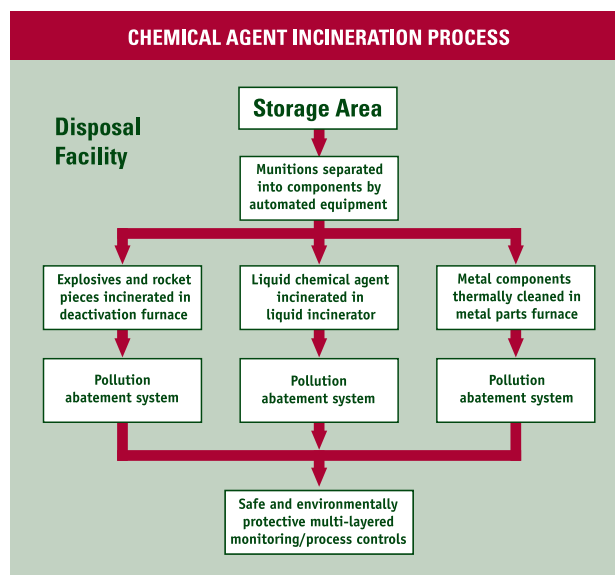 CHEMICAL AGENT INCINERATION PROCESS
Disposal
Facility
Storage Area
Munitions separated
into components by
automated equipment
Explosives and rocket
pieces incinerated in
deactivation furnace
Liquid chemical agent
incinerated in
liquid incinerator
Metal components
thermally cleaned in
metal parts furnace
Pollution
abatement system
Pollution
abatement system
Pollution
abatement system
Safe and environmentally
protective multi-layered
monitoring/process controls